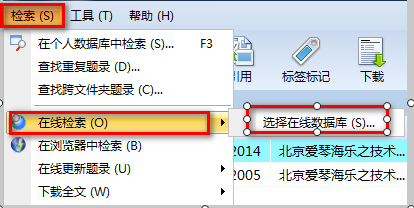 检索 (S) 工具 (T) 帮助 (H)
在个人数据库中检索 (S)... F3
查找重复题录 (D)...
查找跨文件夹题录 (C)...
引用 标签标记 下载
在线检索 (O)
选择在线数据库 (S)...
在浏览器中检索 (B)
2014 北京爱琴海乐之技术...
在线更新题录 (U)
2005 北京爱琴海乐之技术...
下载全文 (W)